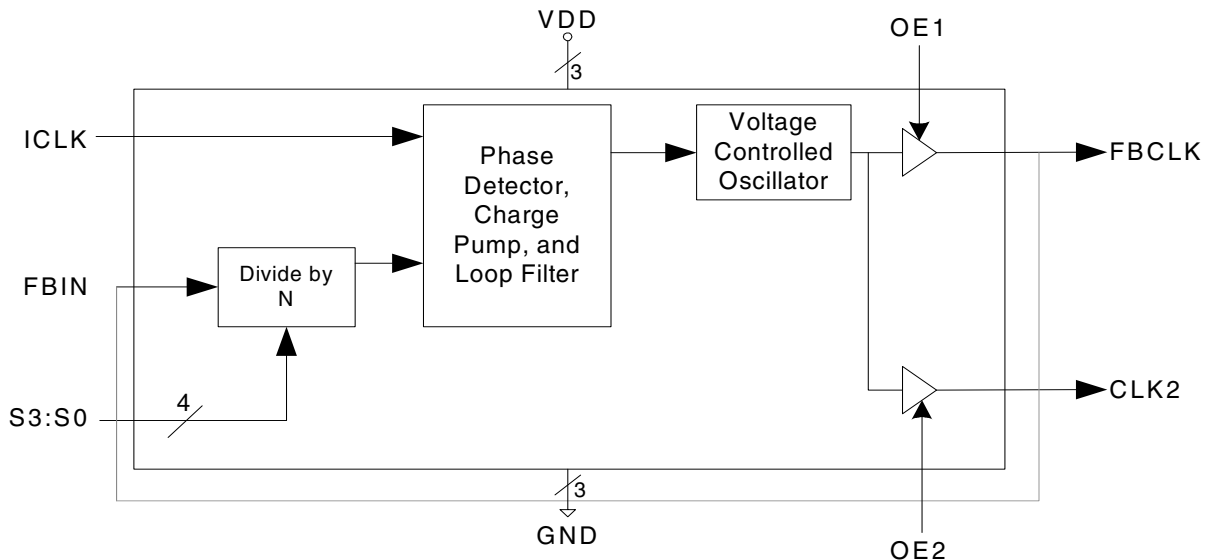 VDD
3
OE1
ICLK
Phase
Detector,
Charge
Pump, and
Loop Filter
Voltage
Controlled
Oscillator
FBCLK
FBIN
Divide by
N
S3:S0
4
CLK2
3
GND
OE2